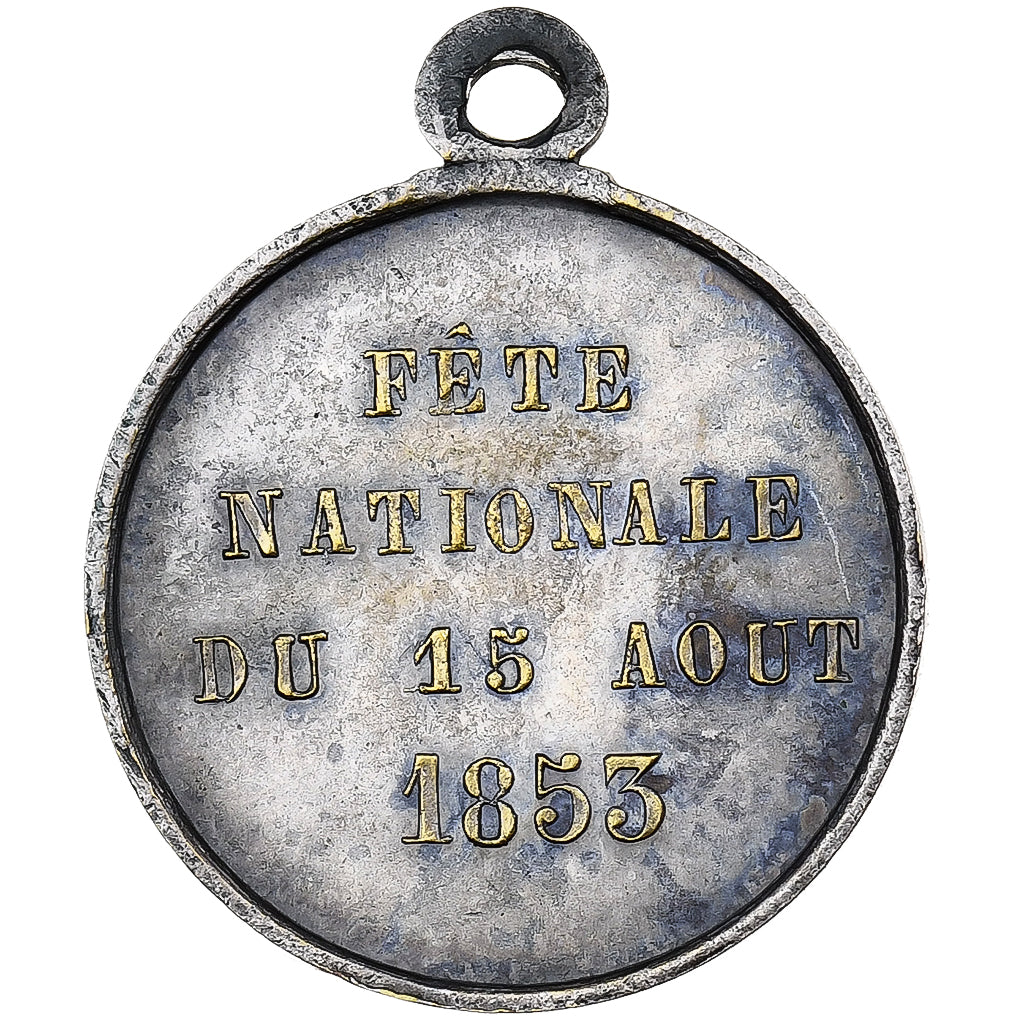 FÊTE
NATIONALE
DU 15 AOUT
1853